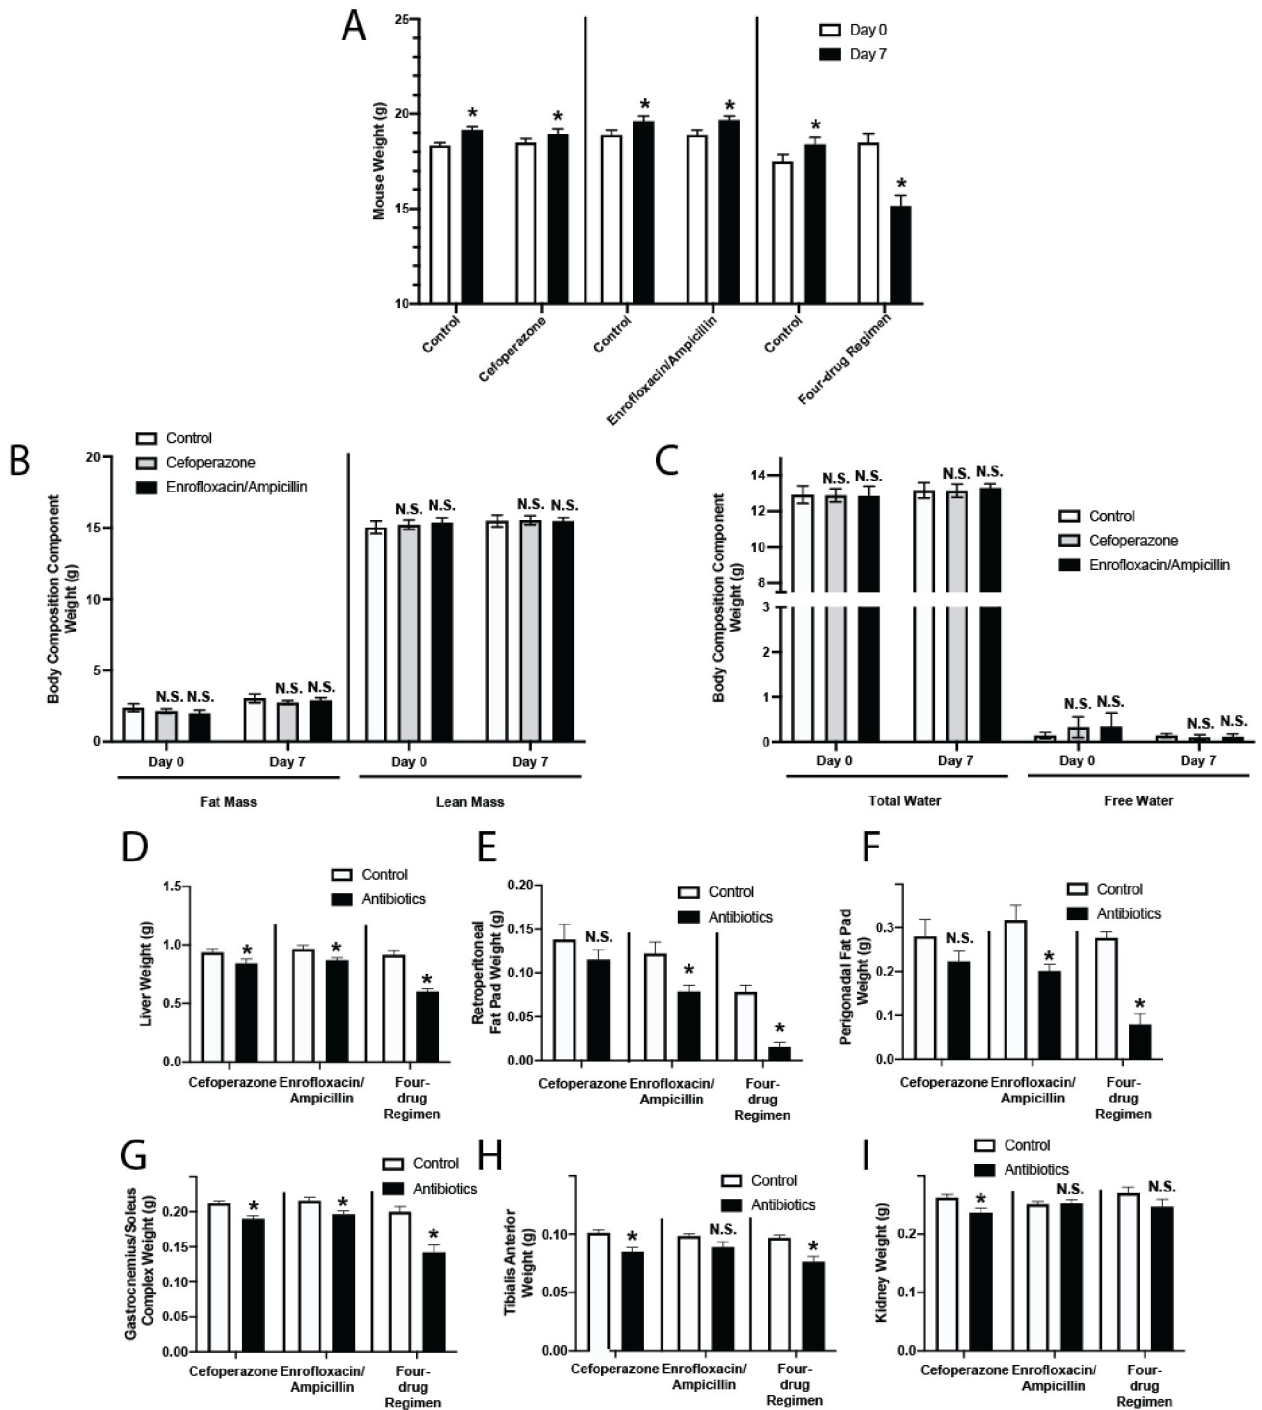 A
25
20
15
10
Mouse Weight (g)
Day 0
Day 7
*
*
*
*
*
*
Control
Cefoperazone
Control
Enrofloxacin/Ampicillin
Control
Four-drug Regimen
B
Control
Cefoperazone
Enrofloxacin/Ampicillin
Body Composition Component
Weight (g)
20
15
10
5
0
N.S. N.S.
N.S. N.S.
N.S. N.S.
N.S. N.S.
Day 0
Day 7
Day 0
Day 7
Fat Mass
Lean Mass
C
Control
Cefoperazone
Enrofloxacin/Ampicillin
Body Composition Component
Weight (g)
14
12
10
8
3
2
1
0
N.S. N.S.
N.S. N.S.
N.S. N.S.
N.S. N.S.
Day 0
Day 7
Day 0
Day 7
Total Water
Free Water
D
Control
Antibiotics
Liver Weight (g)
1.5
1.0
0.5
0.0
*
*
*
Cefoperazone
Enrofloxacin/
Ampicillin
Four-
drug
Regimen
E
Control
Antibiotics
Retroperitoneal
Fat Pad Weight (g)
0.20
0.15
0.10
0.05
0.00
N.S.
*
*
Cefoperazone
Enrofloxacin/
Ampicillin
Four-
drug
Regimen
F
Control
Antibiotics
Perigonadal Fat Pad
Weight (g)
0.3
0.2
0.1
0.0
N.S.
*
*
Cefoperazone
Enrofloxacin/
Ampicillin
Four-
drug
Regimen
G
Control
Antibiotics
Gastrocnemius/Soleus
Complex Weight (g)
0.20
0.15
0.10
0.05
0.00
*
*
*
Cefoperazone
Enrofloxacin/
Ampicillin
Four-
drug
Regimen
H
Control
Antibiotics
Tibialis Anterior
Weight (g)
0.10
0.05
0.00
*
N.S.
*
Cefoperazone
Enrofloxacin/
Ampicillin
Four-
drug
Regimen
I
Control
Antibiotics
Kidney Weight (g)
0.2
0.1
0.0
*
N.S.
N.S.
Cefoperazone
Enrofloxacin/
Ampicillin
Four-
drug
Regimen